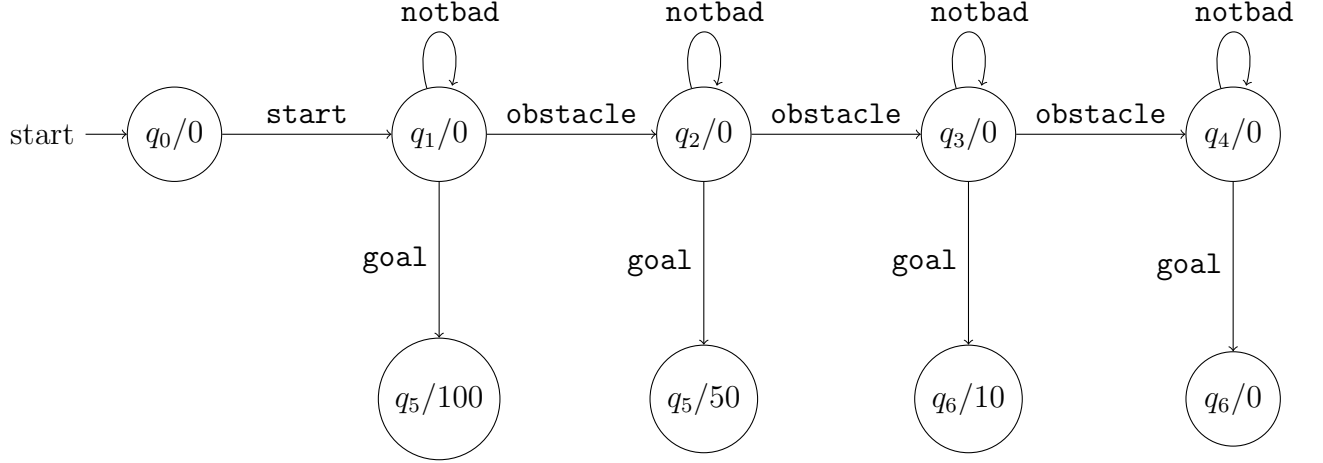 notbad notbad notbad notbad
start q₀/0 start q₁/0 obstacle q₂/0 obstacle q₃/0 obstacle q₄/0
goal goal goal goal
q₅/100 q₅/50 q₆/10 q₆/0